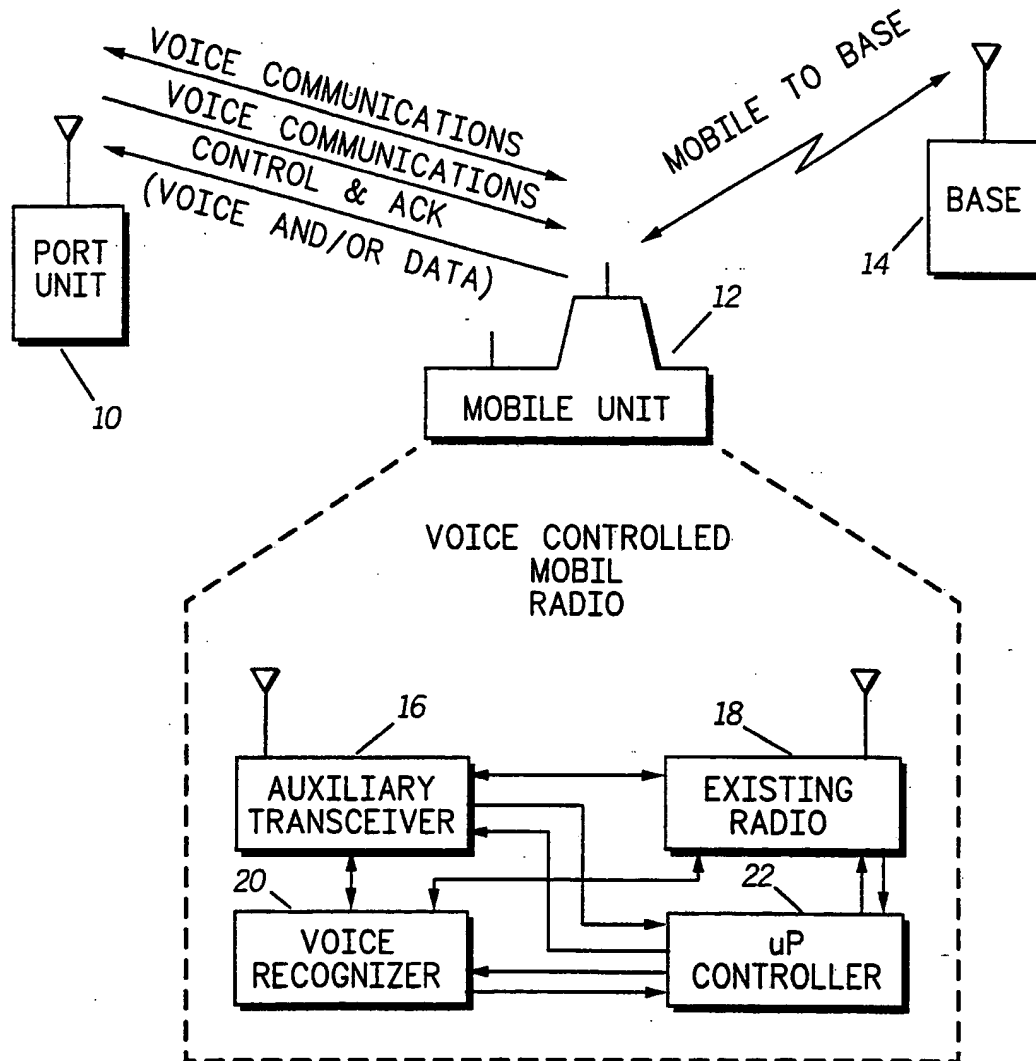 VOICE COMMUNICATIONS
VOICE COMMUNICATIONS
CONTROL & ACK
(VOICE AND/OR DATA)
MOBILE TO BASE
PORT
UNIT
10
BASE
14
12
MOBILE UNIT
VOICE CONTROLLED
MOBIL
RADIO
16
AUXILIARY
TRANSCEIVER
18
EXISTING
RADIO
20
VOICE
RECOGNIZER
22
uP
CONTROLLER